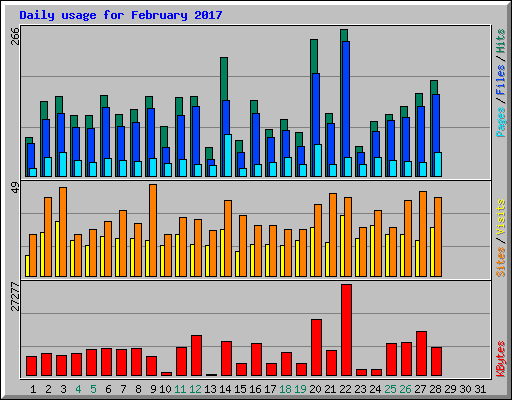 Daily usage for February 2017
266
Pages / Files / Hits
49
Sites / Visits
27277
KBytes
1 2 3 4 5 6 7 8 9 10 11 12 13 14 15 16 17 18 19 20 21 22 23 24 25 26 27 28 29 30 31